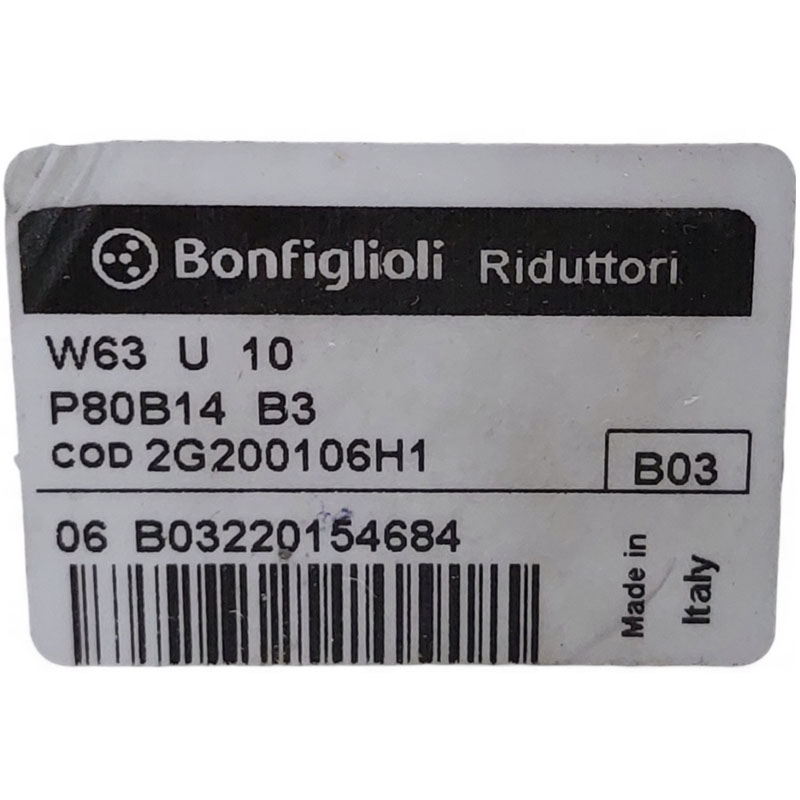 Bonfiglioli Riduttori
W63 U 10
P80B14 B3
COD 2G200106H1
B03
06 B03220154684
Made in
Italy